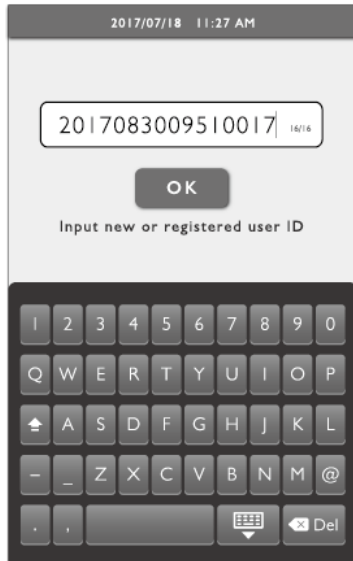 2017/07/18 11:27 AM
2017083009510017 16/16
OK
Input new or registered user ID
1 2 3 4 5 6 7 8 9 0
Q W E R T Y U I O P
A S D F G H J K L
- _ Z X C V B N M @
. , Del